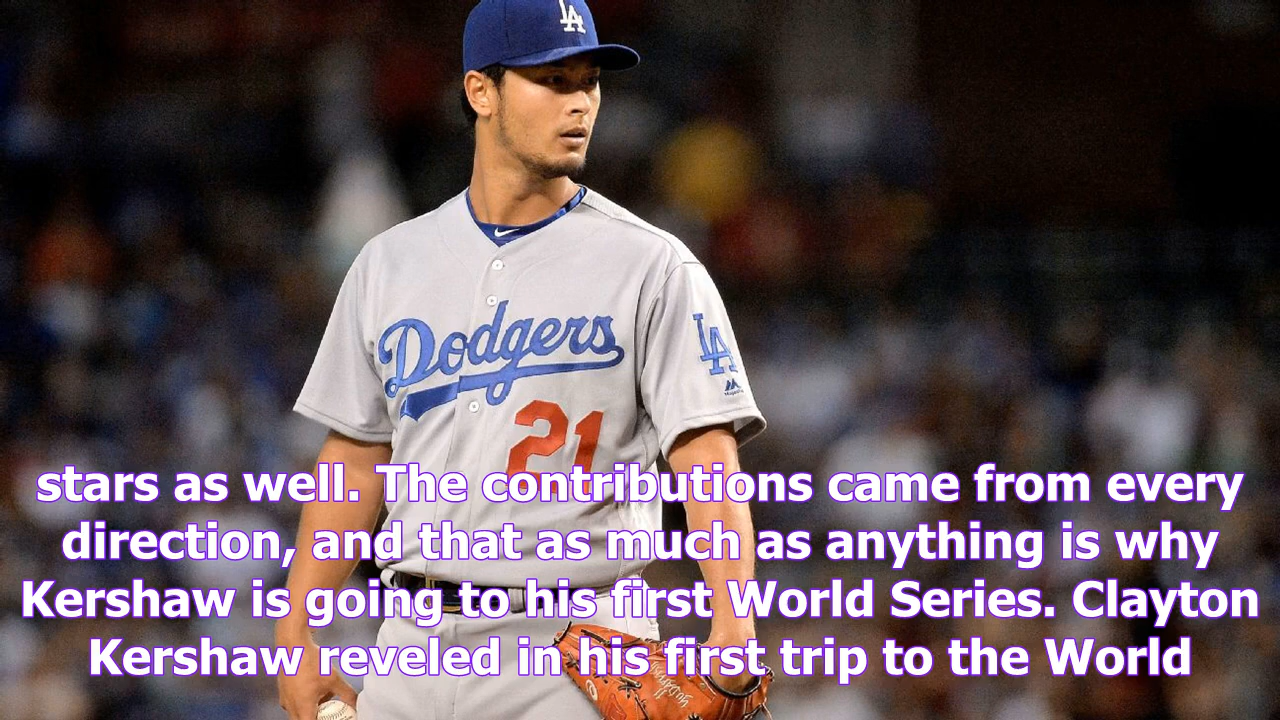 LA
Dodgers
LA
21
stars as well. The contributions came from every
direction, and that as much as anything is why
Kershaw is going to his first World Series. Clayton
Kershaw reveled in his first trip to the World